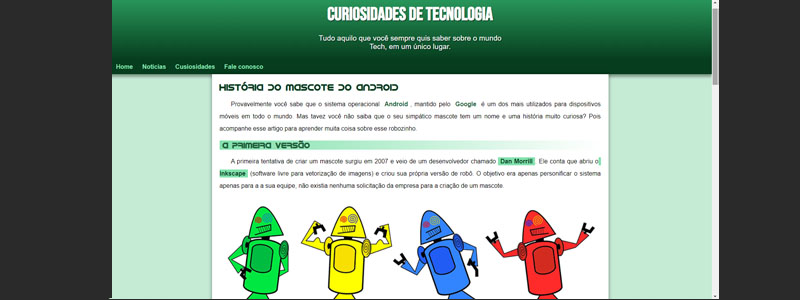 CURIOSIDADES DE TECNOLOGIA
Tudo aquilo que você sempre quis saber sobre o mundo
Tech, em um único lugar.
Home Notícias Curiosidades Fale conosco
HISTÓRIA DO MASCOTE DO ANDROID
Provavelmente você sabe que o sistema operacional Android , mantido pelo Google é um dos mais utilizados para dispositivos
móveis em todo o mundo. Mas tavez você não saiba que o seu simpático mascote tem um nome e uma história muito curiosa? Pois
acompanhe esse artigo para aprender muita coisa sobre esse robozinho.
A PRIMEIRA VERSÃO
A primeira tentativa de criar um mascote surgiu em 2007 e veio de um desenvolvedor chamado Dan Morrill . Ele conta que abriu o
Inkscape (software livre para vetorização de imagens) e criou sua própria versão de robô. O objetivo era apenas personificar o sistema
apenas para a a sua equipe, não existia nenhuma solicitação da empresa para a criação de um mascote.